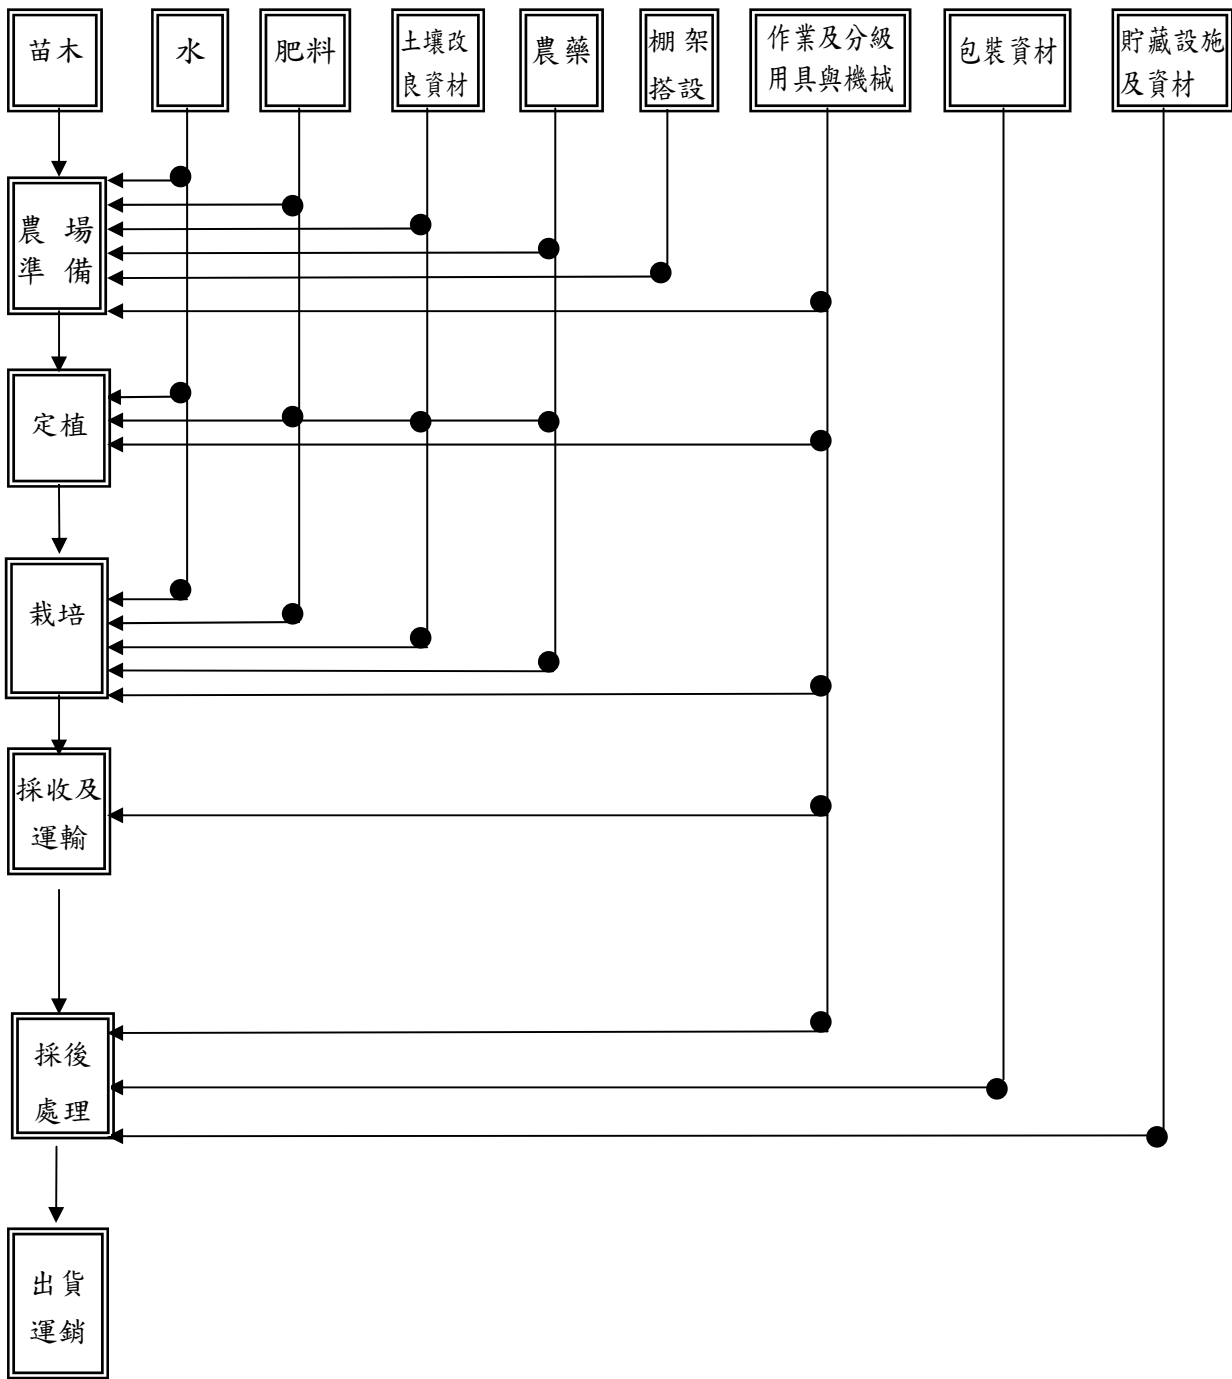 苗木
水
肥料
土壤改
良資材
農藥
棚架
搭設
作業及分級
用具與機械
包裝資材
貯藏設施
及資材
農場
準備
定植
栽培
採收及
運輸
採後
處理
出貨
運銷